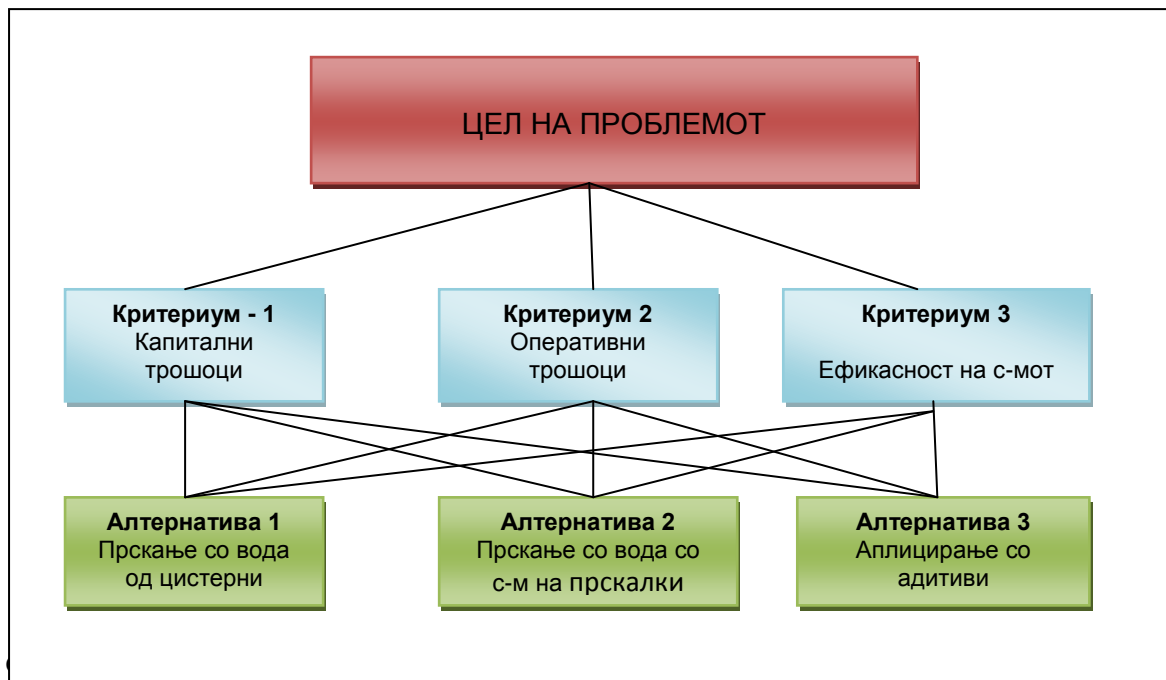 ЦЕЛ НА ПРОБЛЕМОТ
Критериум - 1
Капитални
трошоци
Критериум 2
Оперативни
трошоци
Критериум 3
Ефикасност на с-мот
Алтернатива 1
Прскање со вода
од цистерни
Алтернатива 2
Прскање со вода со
с-м на прскалки
Алтернатива 3
Аплицирање со
адитиви